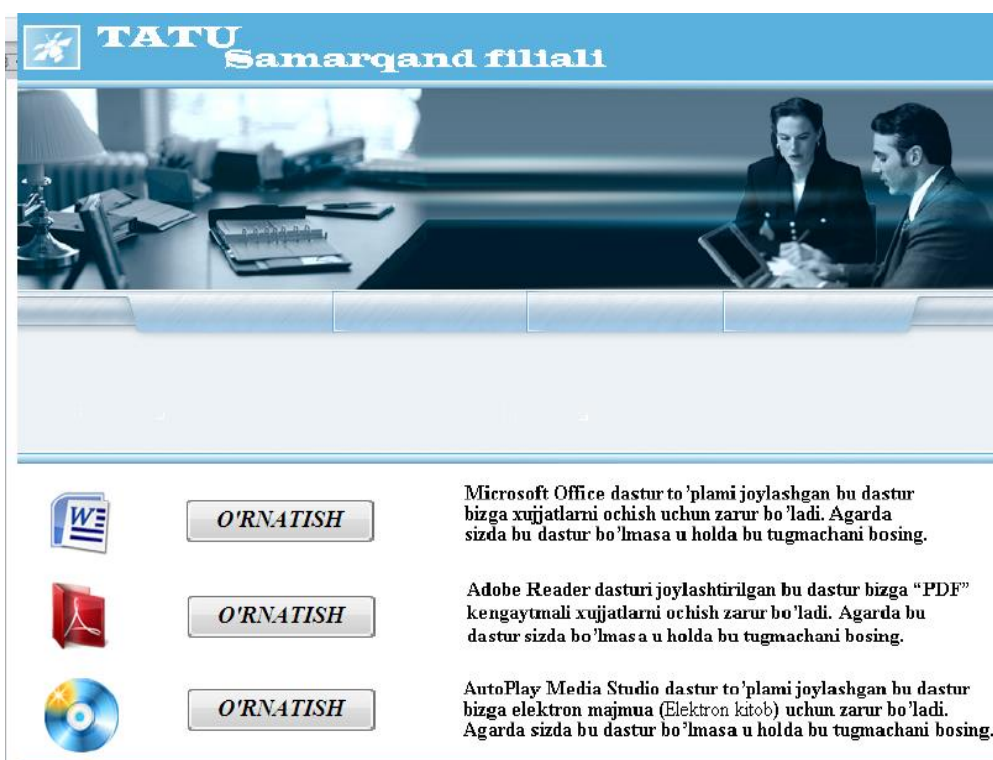 TATU
Samarqand filiali
O'RNATISH
Microsoft Office dastur to'plami joylashgan bu dastur
bizga xujjatlarni ochish uchun zarur bo'ladi. Agarda
sizda bu dastur bo'lmasa u holda bu tugmachani bosing.
O'RNATISH
Adobe Reader dasturi joylashtirilgan bu dastur bizga “PDF”
kengaytmali xujjatlarni ochish zarur bo'ladi. Agarda bu
dastur sizda bo'lmasa u holda bu tugmachani bosing.
O'RNATISH
AutoPlay Media Studio dastur to'plami joylashgan bu dastur
bizga elektron majmua (Elektron kitob) uchun zarur bo'ladi.
Agarda sizda bu dastur bo'lmasa u holda bu tugmachani bosing.